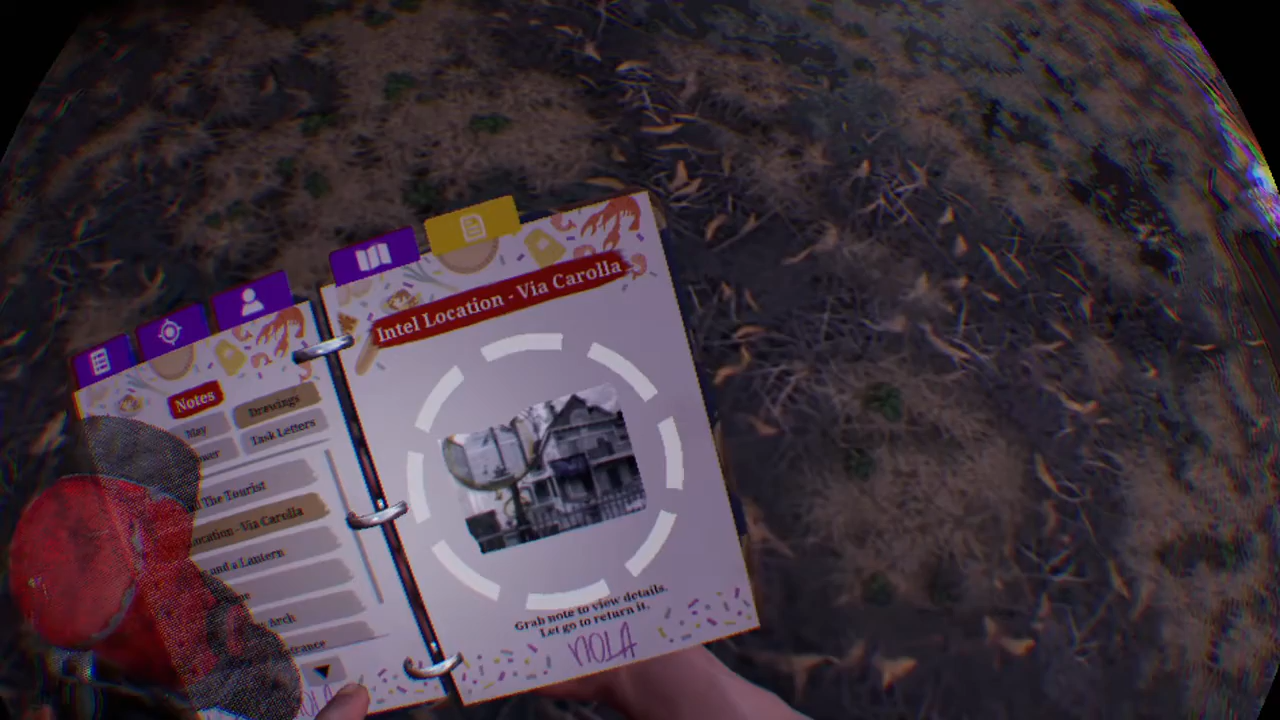 Notes
May
Drawings
Task Letters
The Tourist
Location - Via Carolla
and a Lantern
Arch
Intel Location - Via Carolla
Grab note to view details.
Let go to return it.
NOLA